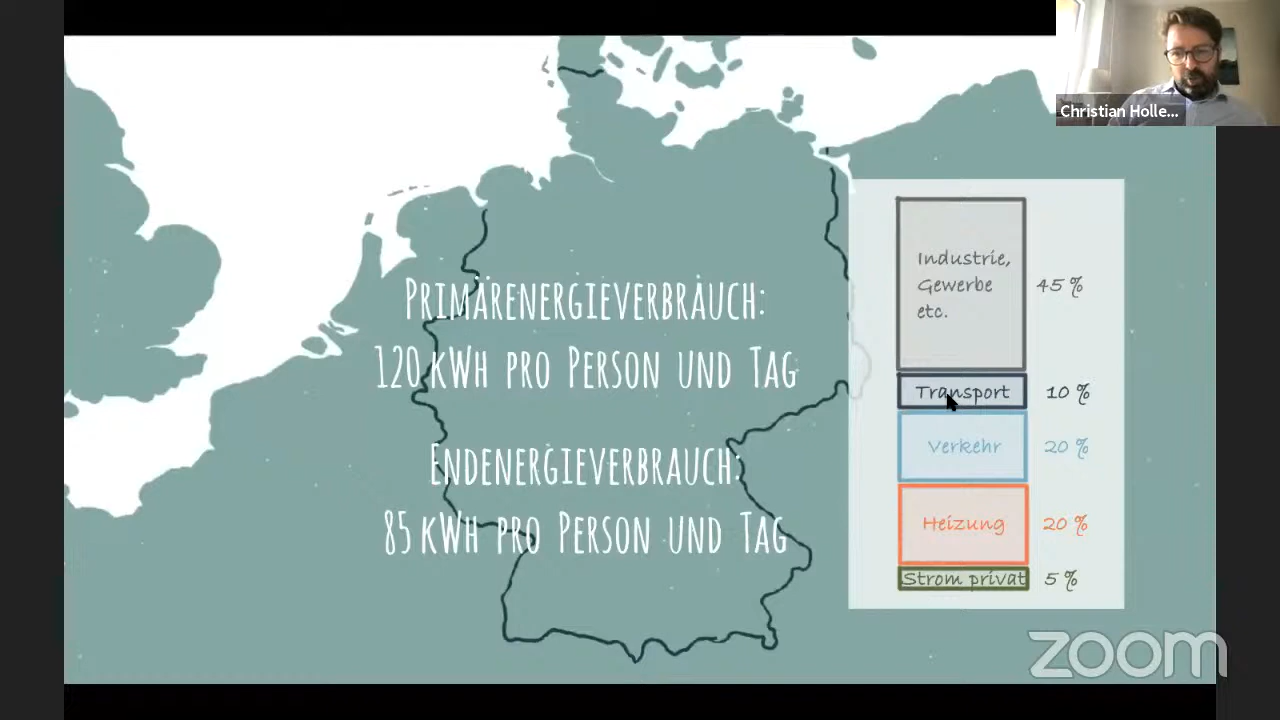 Christian Holle...
Primärenergieverbrauch:
120 kWh pro Person und Tag
Endenergieverbrauch:
85 kWh pro Person und Tag
Industrie,
Gewerbe
etc.
45 %
Transport 10 %
Verkehr 20 %
Heizung 20 %
Strom privat 5 %
zoom